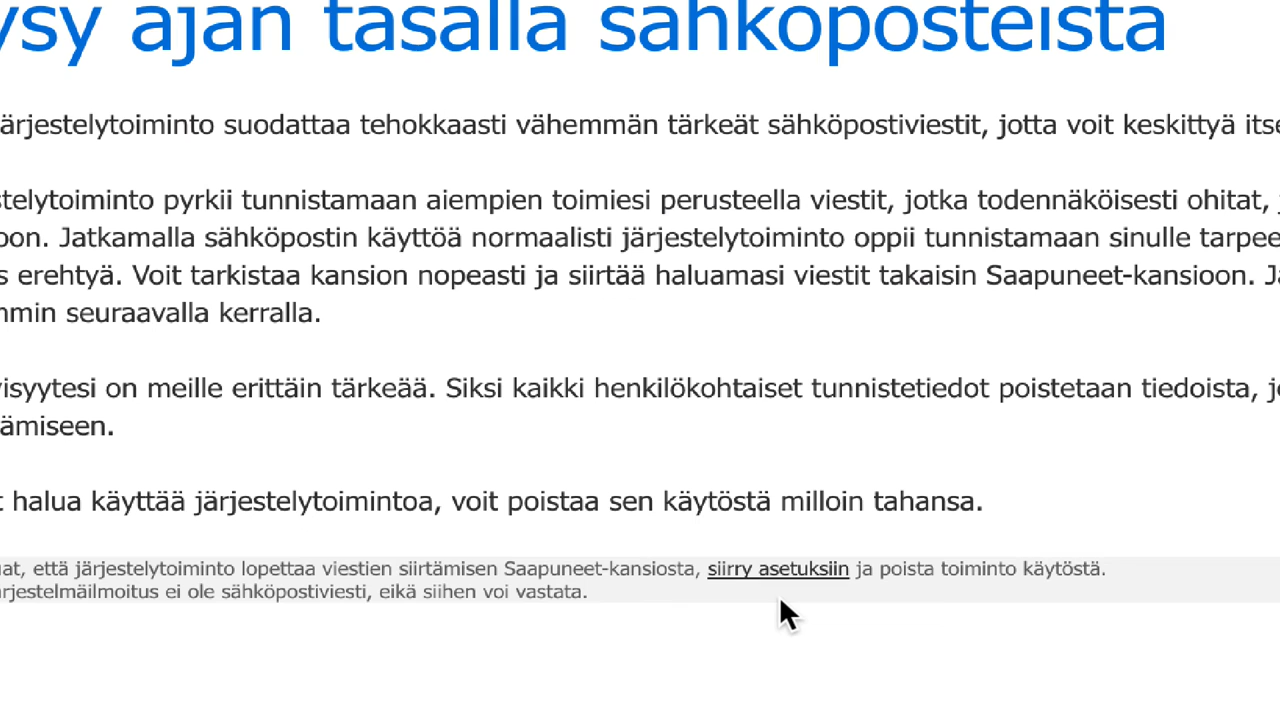 ysy ajan tasalla sähköposteista
ärjestelytoiminto suodattaa tehokkaasti vähemmän tärkeät sähköpostiviestit, jotta voit keskittyä itse
stelytoiminto pyrkii tunnistamaan aiempien toimiesi perusteella viestit, jotka todennäköisesti ohitat,
oon. Jatkamalla sähköpostin käyttöä normaalisti järjestelytoiminto oppii tunnistamaan sinulle tarpee
s erehtyä. Voit tarkistaa kansion nopeasti ja siirtää haluamasi viestit takaisin Saapuneet-kansioon. Ja
mmin seuraavalla kerralla.
yisyytesi on meille erittäin tärkeää. Siksi kaikki henkilökohtaiset tunnistetiedot poistetaan tiedoista, jo
ämiseen.
t halua käyttää järjestelytoimintoa, voit poistaa sen käytöstä milloin tahansa.
uat, että järjestelytoiminto lopettaa viestien siirtämisen Saapuneet-kansiosta, siirry asetuksiin ja poista toiminto käytöstä.
ärjestelmäilmoitus ei ole sähköpostiviesti, eikä siihen voi vastata.